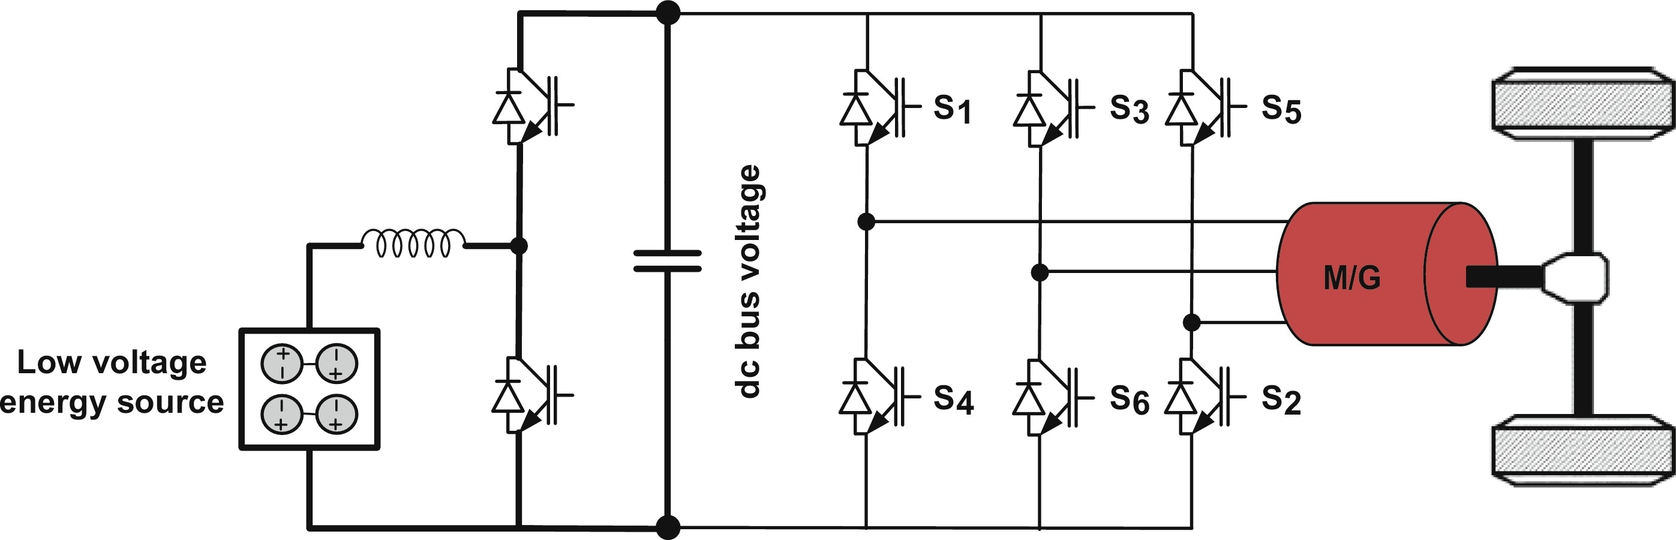 Low voltage
energy source
dc bus voltage
S1
S3
S5
S4
S6
S2
M/G